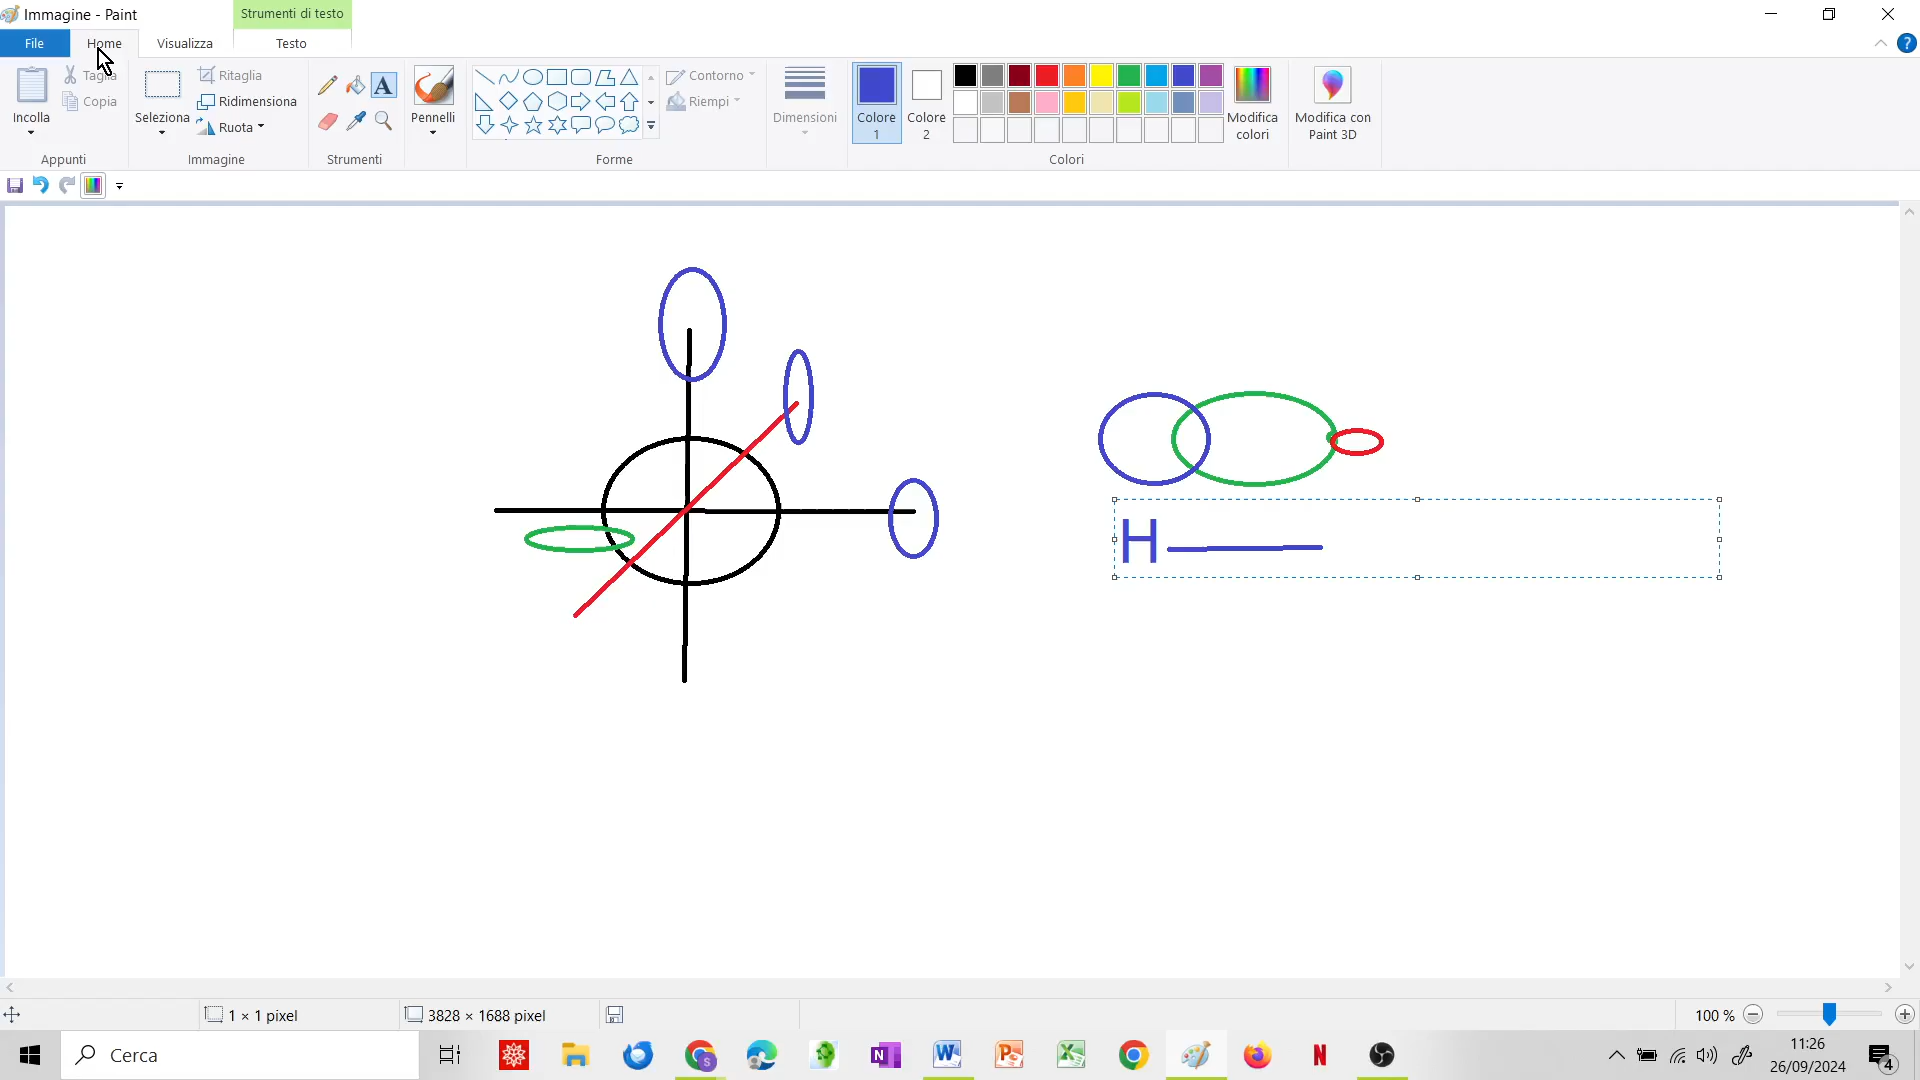 Immagine - Paint
Strumenti di testo
File
Home
Visualizza
Testo
?
Incolla
Taglia
Copia
Appunti
Seleziona
Ritaglia
Ridimensiona
Ruota
Immagine
A
Strumenti
Pennelli
Contorno
Riempi
Forme
Dimensioni
Colore 1
Colore 2
Modifica colori
Colori
Modifica con Paint 3D
H
1 × 1 pixel
3828 × 1688 pixel
100 %
Cerca
S
N
W
P
X
N
11:26
26/09/2024
4